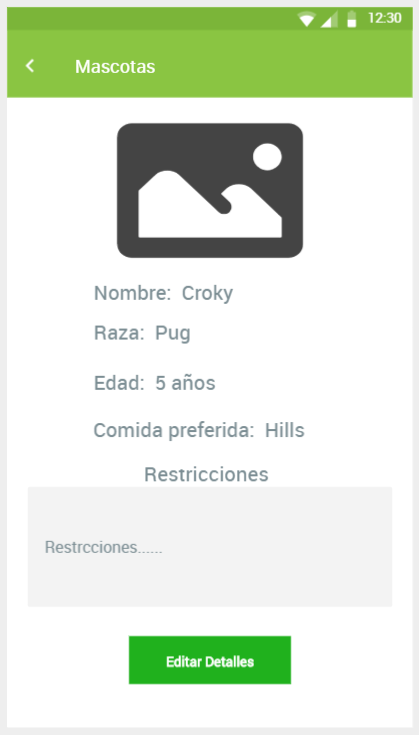 12:30
Mascotas
Nombre: Croky
Raza: Pug
Edad: 5 años
Comida preferida: Hills
Restricciones
Restrcciones......
Editar Detalles